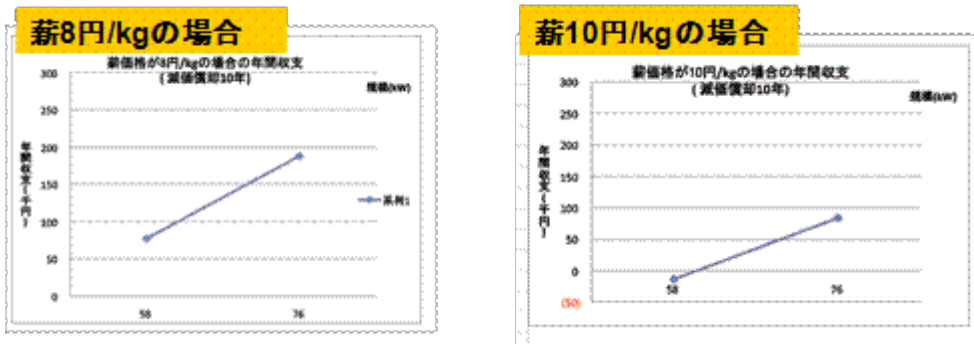 薪8円/kgの場合
薪価格が8円/kgの場合の年間収支
(減価償却10年)
規模(kW)
300
250
200
150
100
50
0
年間収支(千円)
系列1
58
76
薪10円/kgの場合
薪価格が10円/kgの場合の年間収支
(減価償却10年)
規模(kW)
300
250
200
150
100
50
0
(50)
年間収支(千円)
58
76